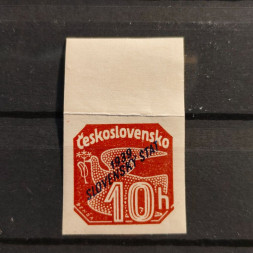 Československo
1939
SLOVENSKÝ ŠTÁT
10h